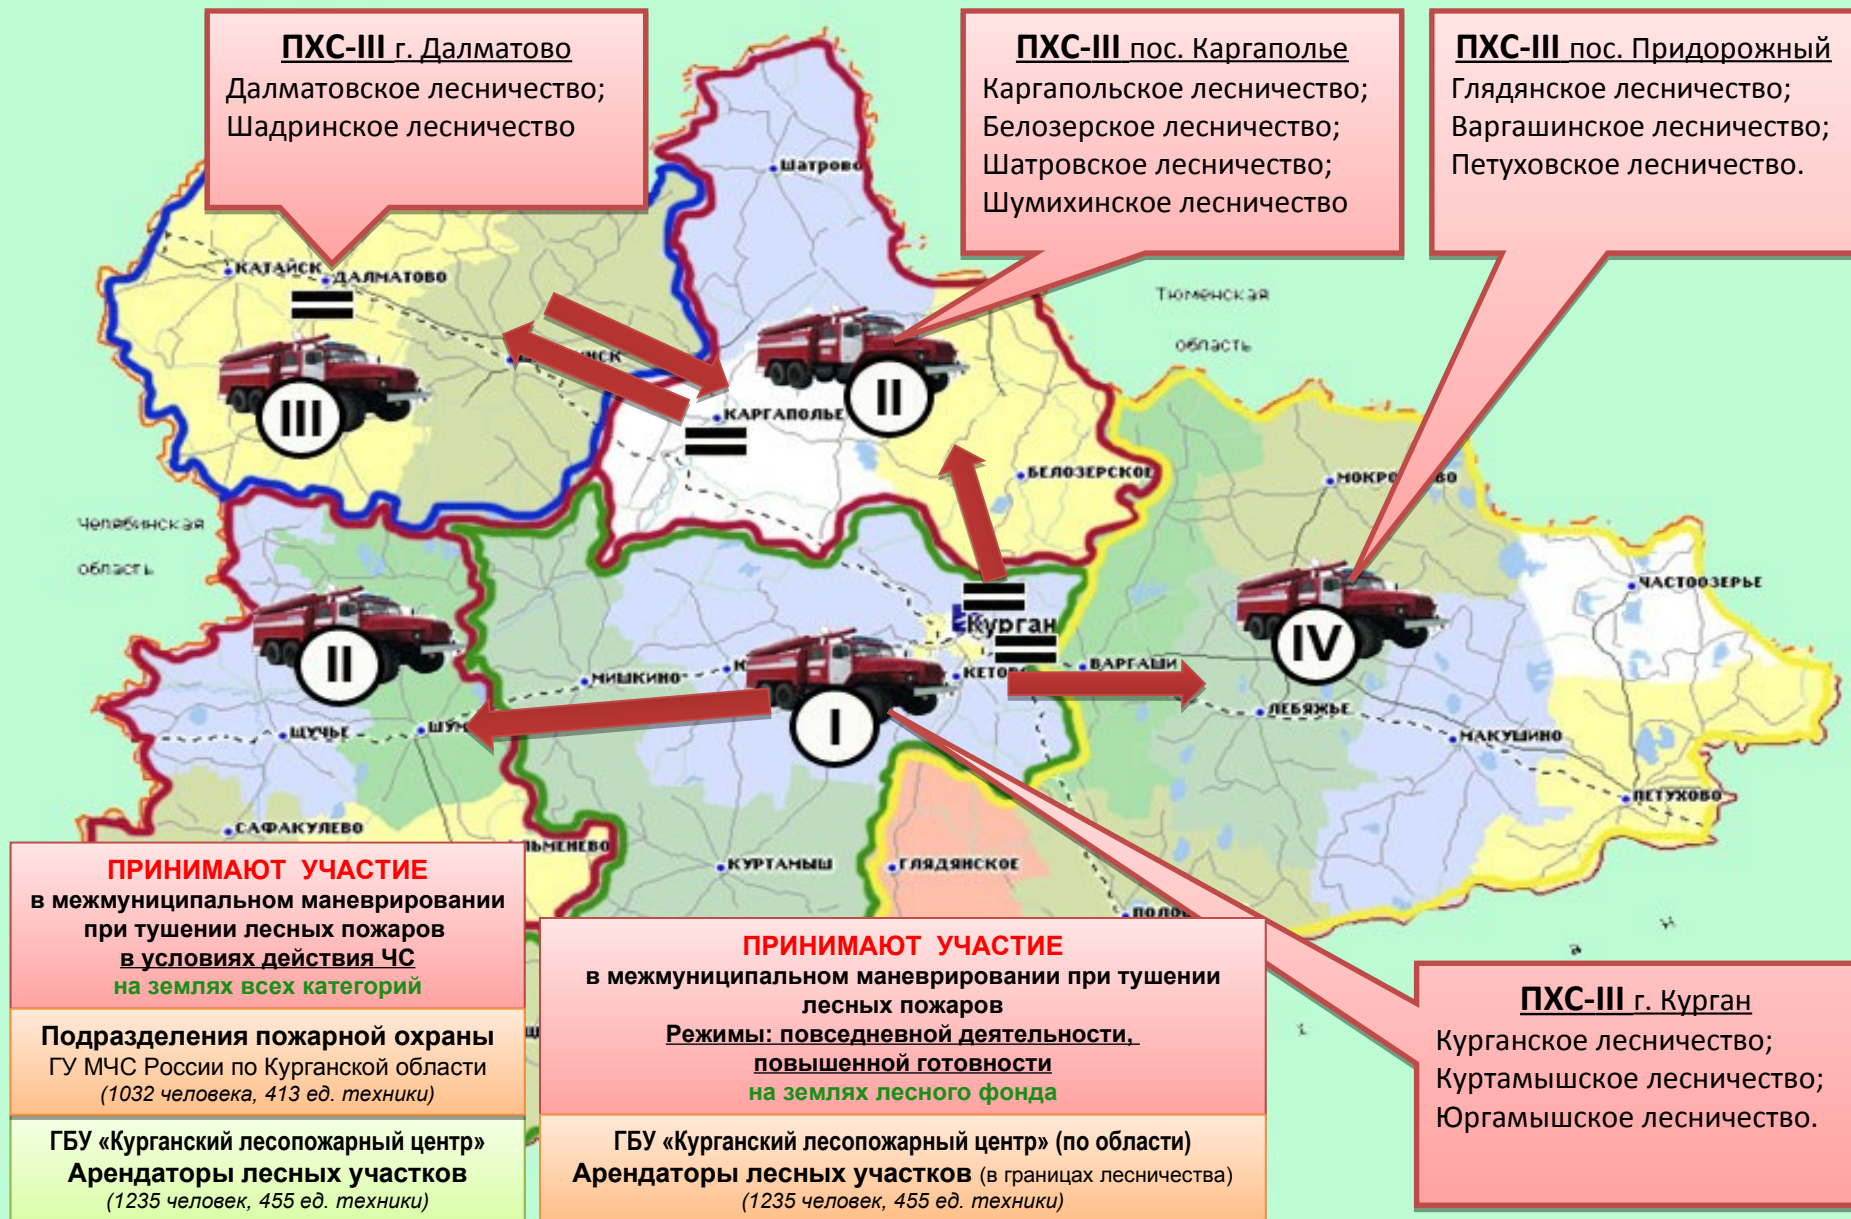 ПХС-III г. Далматово
Далматовское лесничество;
Шадринское лесничество
ПХС-III пос. Каргаполье
Каргапольское лесничество;
Белозерское лесничество;
Шатровское лесничество;
Шумихинское лесничество
ПХС-III пос. Придорожный
Глядянское лесничество;
Варгашинское лесничество;
Петуховское лесничество.
Шатрово
КАТАЙСК
ДАЛМАТОВО
Тюменская
область
III
II
КАРГАПОЛЬЕ
БЕЛОЗЕРСКОЕ
Челябинская
область
ЧАСТООЗЕРЬЕ
Курган
II
IV
МИШКИНО
ВАРГАШИ
I
ЛЕБЯЖЬЕ
ЩУЧЬЕ
МАКУШИНО
ПЕТУХОВО
САФАКУЛЕВО
КУРТАМЫШ
ГЛЯДЯНСКОЕ
ПРИНИМАЮТ УЧАСТИЕ
в межмуниципальном маневрировании
при тушении лесных пожаров
в условиях действия ЧС
на землях всех категорий
Подразделения пожарной охраны
ГУ МЧС России по Курганской области
(1032 человека, 413 ед. техники)
ГБУ «Курганский лесопожарный центр»
Арендаторы лесных участков
(1235 человек, 455 ед. техники)
ПРИНИМАЮТ УЧАСТИЕ
в межмуниципальном маневрировании при тушении
лесных пожаров
Режимы: повседневной деятельности,
повышенной готовности
на землях лесного фонда
ГБУ «Курганский лесопожарный центр» (по области)
Арендаторы лесных участков (в границах лесничества)
(1235 человек, 455 ед. техники)
ПХС-III г. Курган
Курганское лесничество;
Куртамышское лесничество;
Юргамышское лесничество.